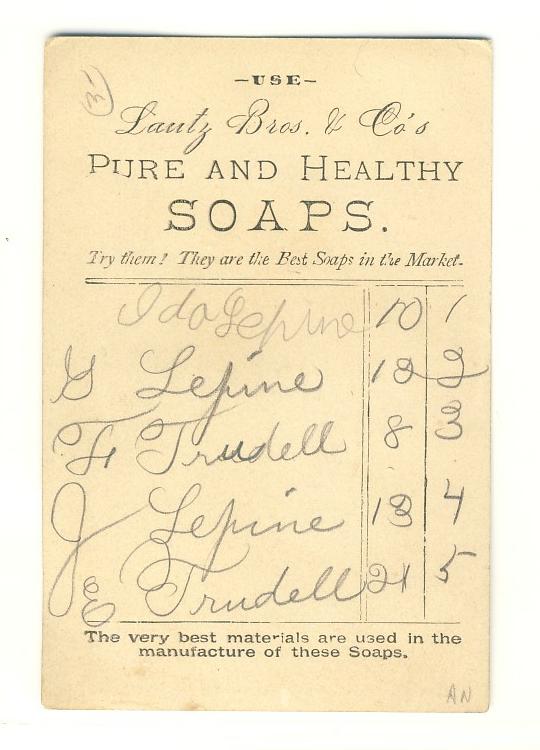 —USE—
Lautz Bros. & Co's
PURE AND HEALTHY
SOAPS.
Try them! They are the Best Soaps in the Market.
Ida Lepine 10 1
G Lepine 12 2
F Trudell 8 3
J Lepine 13 4
E Trudell 21 5
The very best materials are used in the
manufacture of these Soaps.
AN